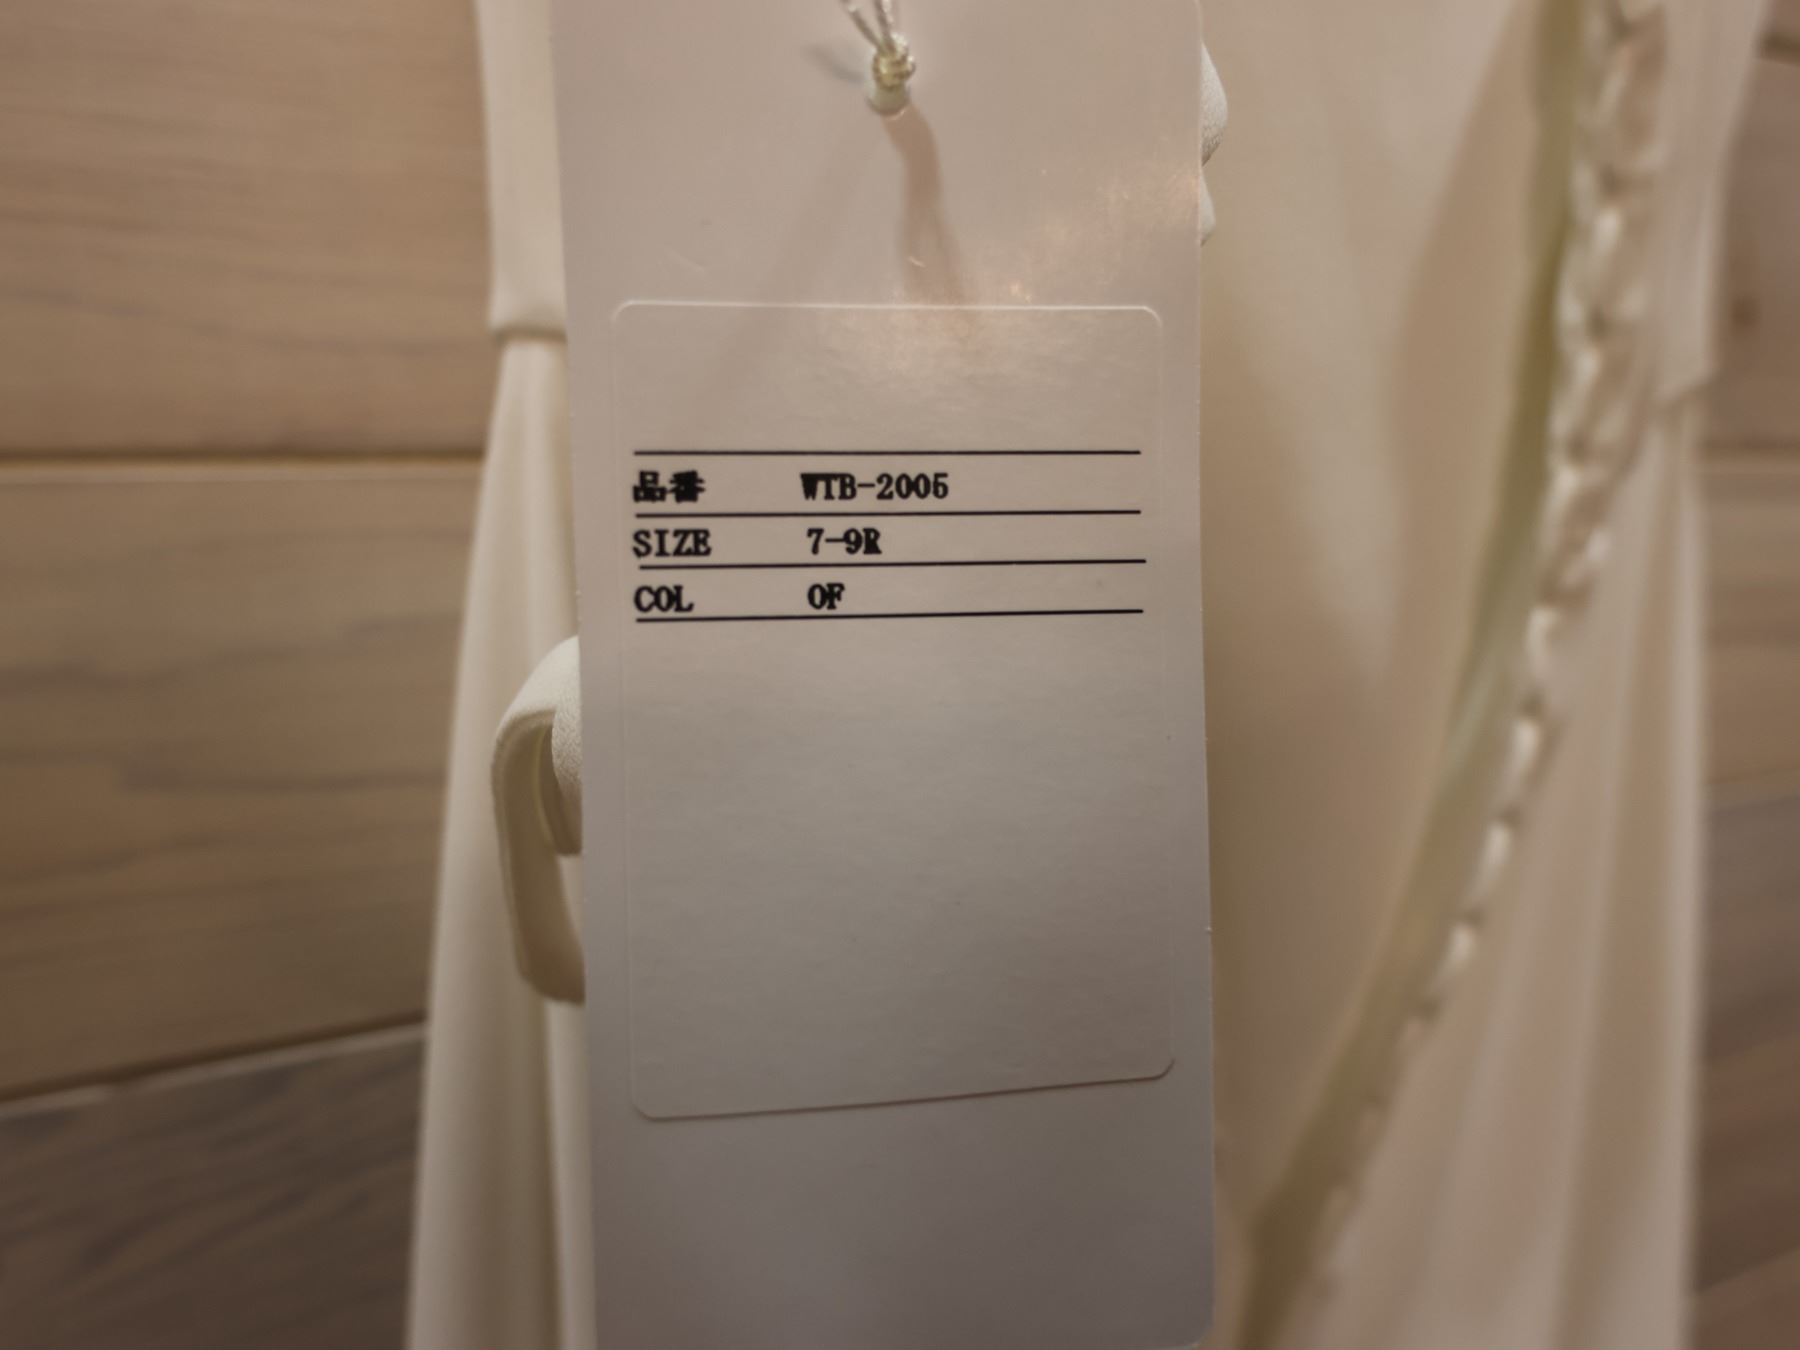 品番 WTB-2005
SIZE 7-9R
COL OF